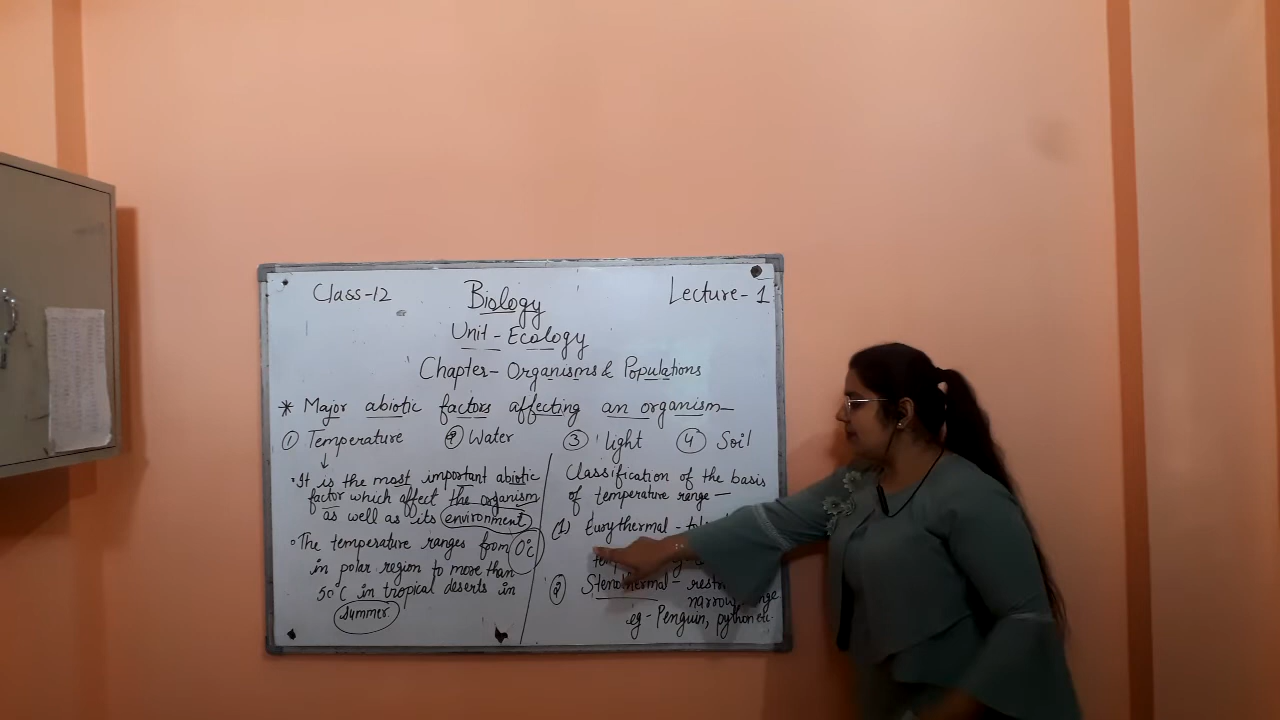 Class-12 Biology Lecture-1
Unit-Ecology
Chapter-Organisms & Populations
* Major abiotic factors affecting an organism-
① Temperature ② Water ③ light ④ Soil
• It is the most important abiotic
factor which affect the organism
as well as its environment
• The temperature ranges from 0°C
in polar region to more than
50°C in tropical deserts in
summer
Classification of the basis
of temperature range-
(1) Eurythermal -
(2) Stenothermal -
narrow range
eg- Penguin, python etc.